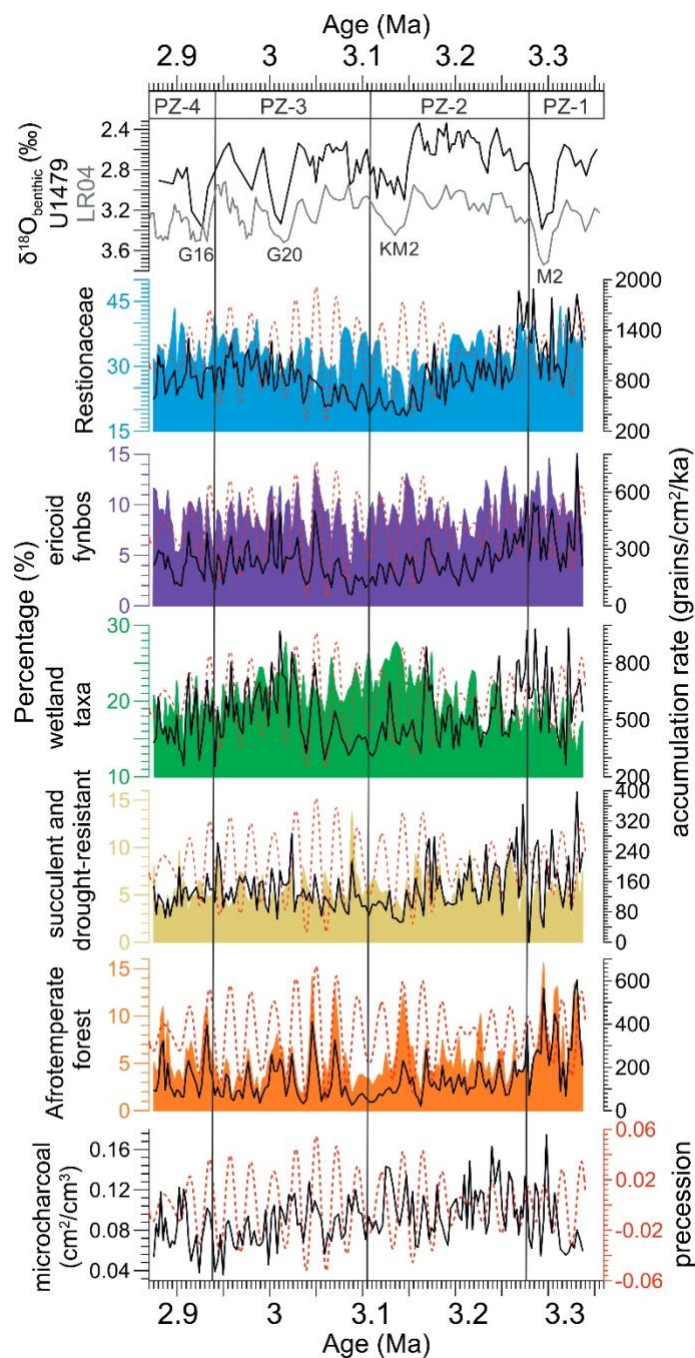 Age (Ma)
2.9 3 3.1 3.2 3.3
PZ-4 PZ-3 PZ-2 PZ-1
δ18Obenthic (‰)
U1479
LR04
2.4
2.8
3.2
3.6
G16 G20 KM2 M2
Percentage (%)
accumulation rate (grains/cm²/ka)
Restionaceae
45
30
15
2000
1400
800
200
ericoid
fynbos
15
10
5
0
600
300
0
wetland
taxa
30
20
10
800
500
200
succulent and
drought-resistant
15
10
5
0
400
320
240
160
80
0
Afrotemperate
forest
15
10
5
0
600
400
200
0
microcharcoal
(cm²/cm³)
0.16
0.12
0.08
0.04
0.06
0.02
-0.02
-0.06
precession
2.9 3 3.1 3.2 3.3
Age (Ma)